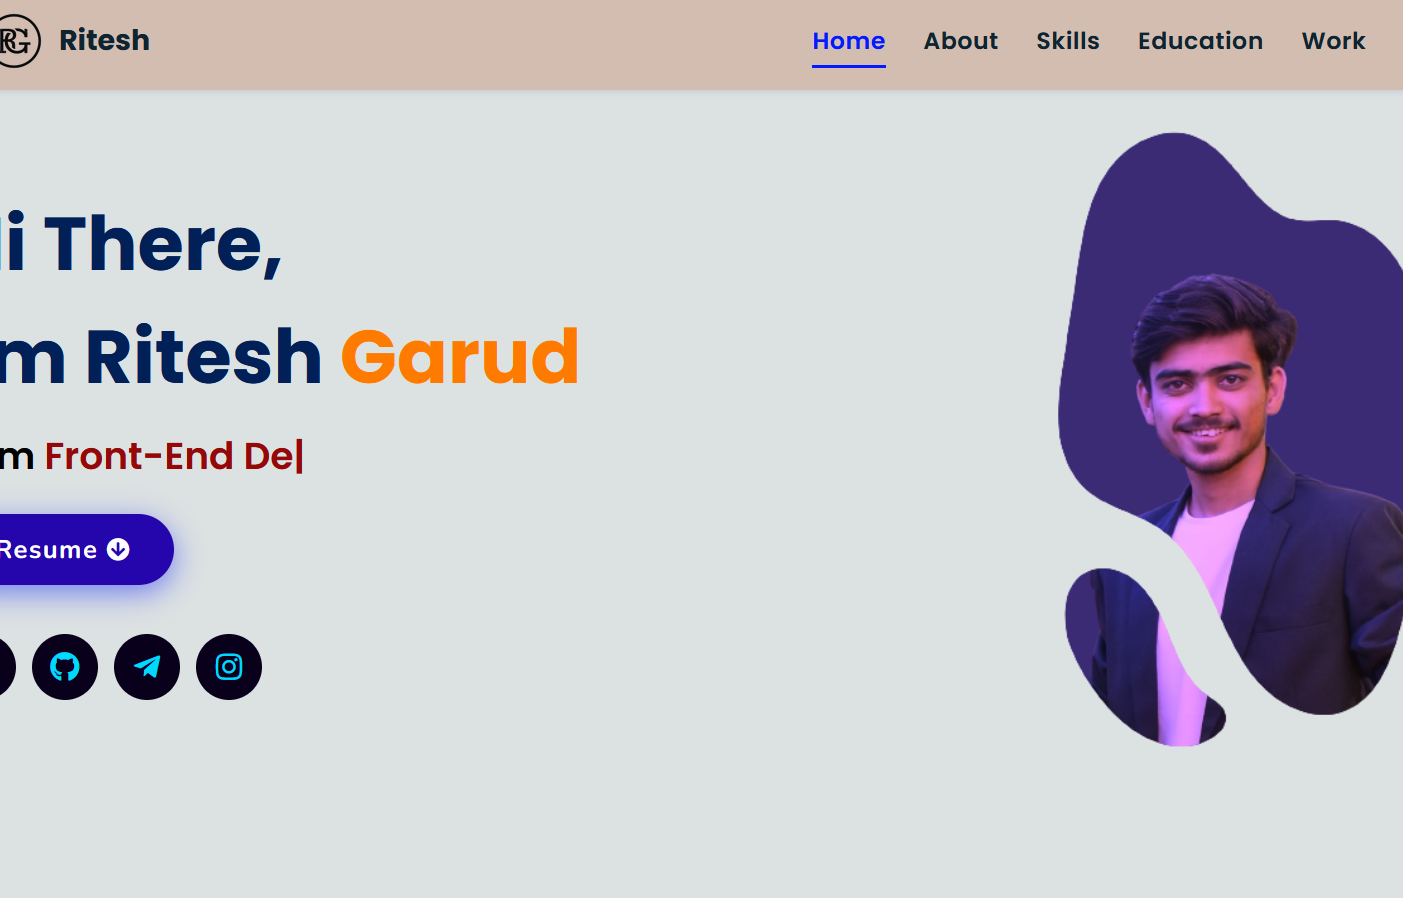 RG Ritesh Home About Skills Education Work
i There,
m Ritesh Garud
m Front-End De|
Resume